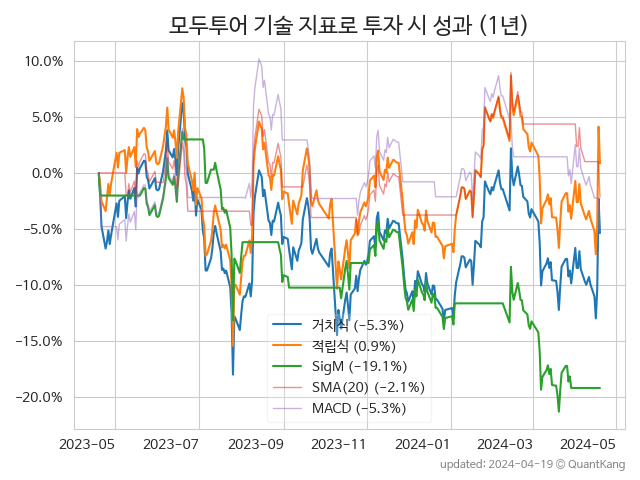 모두투어 기술 지표로 투자 시 성과 (1년)
10.0%
5.0%
0.0%
−5.0%
−10.0%
−15.0%
−20.0%
거치식 (−5.3%)
적립식 (0.9%)
SigM (−19.1%)
SMA(20) (−2.1%)
MACD (−5.3%)
2023-05 2023-07 2023-09 2023-11 2024-01 2024-03 2024-05
updated: 2024-04-19 © QuantKang